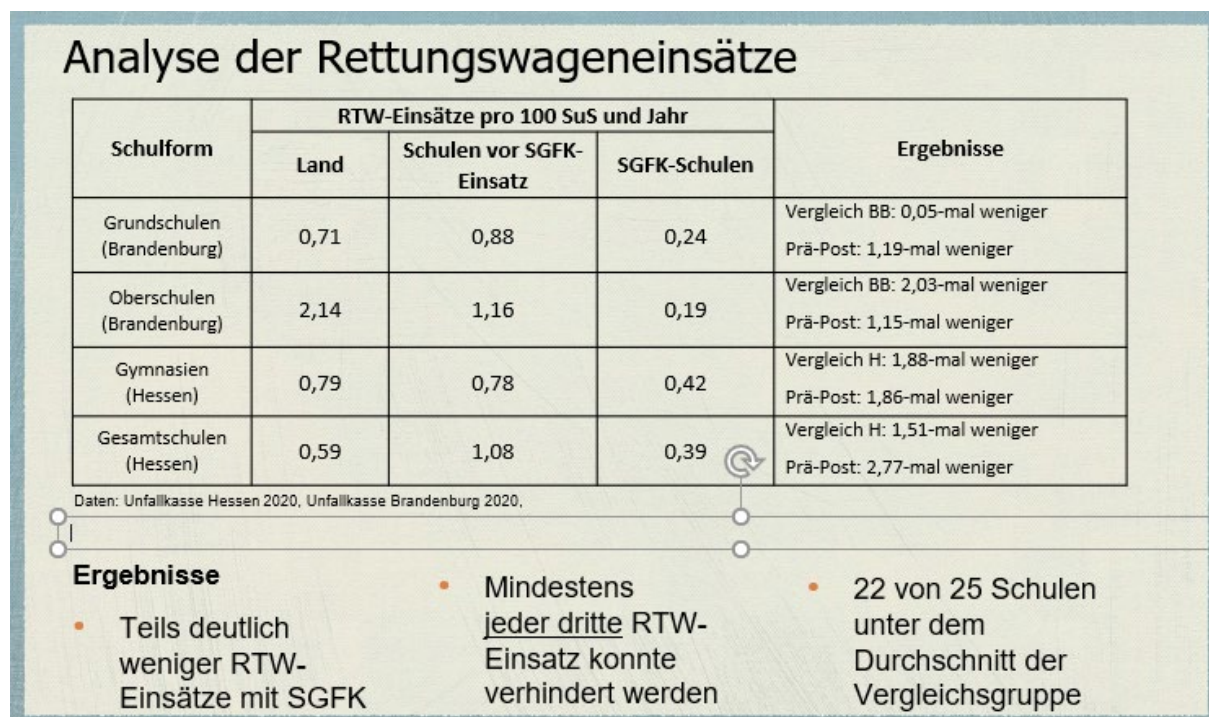 Analyse der Rettungswageneinsätze
Schulform
RTW-Einsätze pro 100 SuS und Jahr
Ergebnisse
Land
Schulen vor SGFK-
Einsatz
SGFK-Schulen
Grundschulen
(Brandenburg)
0,71
0,88
0,24
Vergleich BB: 0,05-mal weniger
Prä-Post: 1,19-mal weniger
Oberschulen
(Brandenburg)
2,14
1,16
0,19
Vergleich BB: 2,03-mal weniger
Prä-Post: 1,15-mal weniger
Gymnasien
(Hessen)
0,79
0,78
0,42
Vergleich H: 1,88-mal weniger
Prä-Post: 1,86-mal weniger
Gesamtschulen
(Hessen)
0,59
1,08
0,39
Vergleich H: 1,51-mal weniger
Prä-Post: 2,77-mal weniger
Daten: Unfallkasse Hessen 2020, Unfallkasse Brandenburg 2020,
Ergebnisse
• Teils deutlich
weniger RTW-
Einsätze mit SGFK
• Mindestens
jeder dritte RTW-
Einsatz konnte
verhindert werden
• 22 von 25 Schulen
unter dem
Durchschnitt der
Vergleichsgruppe